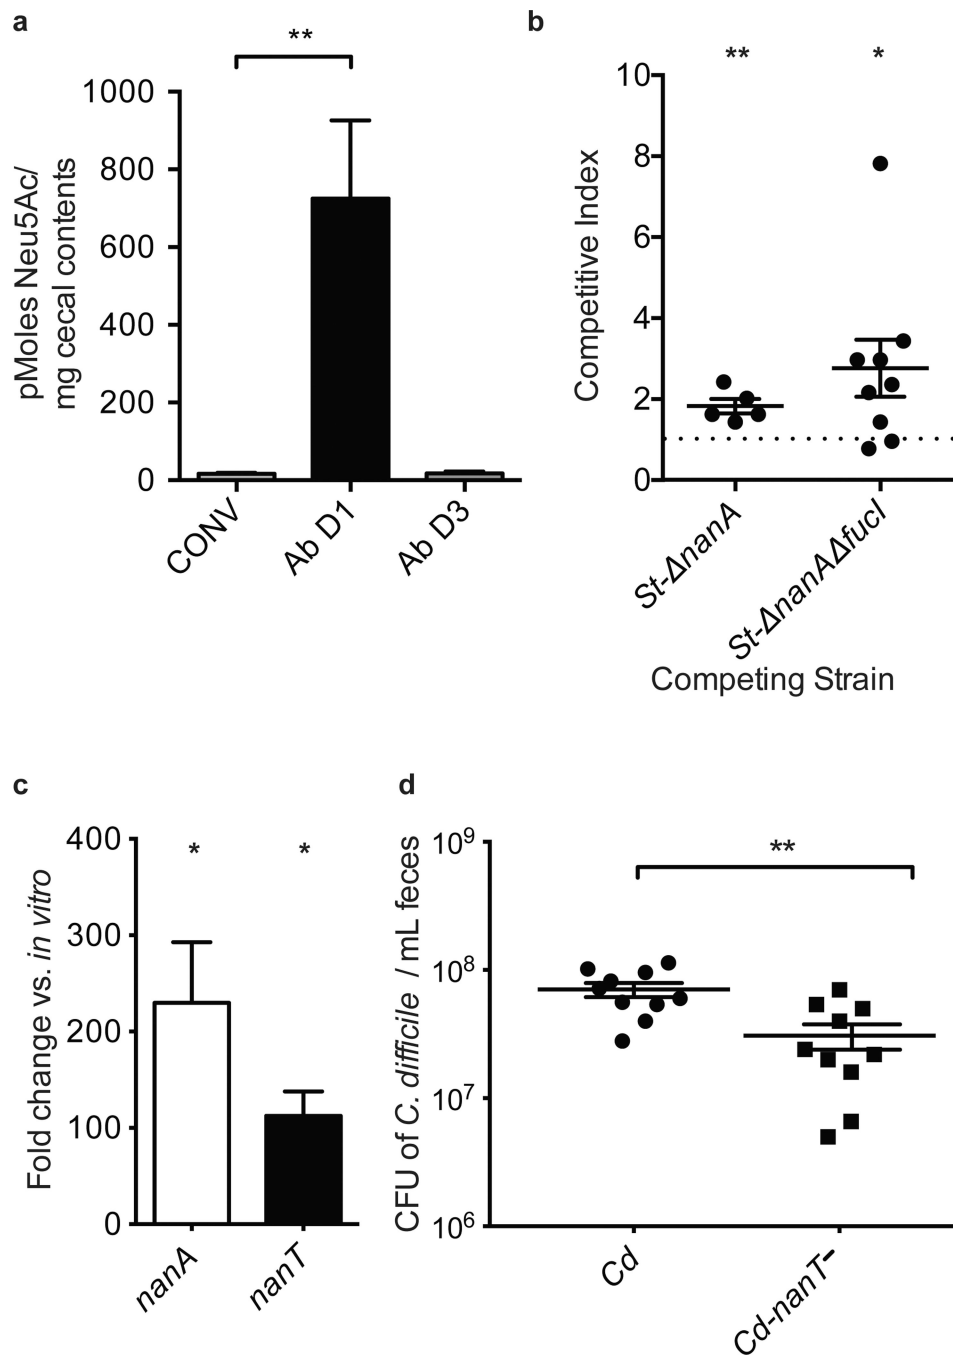 a
**
1000
800
600
400
200
0
pMoles Neu5Ac/
mg cecal contents
CONV
Ab D1
Ab D3
b
** *
10
8
6
4
2
0
Competitive Index
St-ΔnanA
St-ΔnanAΔfucI
Competing Strain
c
* *
400
300
200
100
0
Fold change vs. in vitro
nanA
nanT
d
**
10⁹
10⁸
10⁷
10⁶
CFU of C. difficile / mL feces
Cd
Cd-nanT⁻